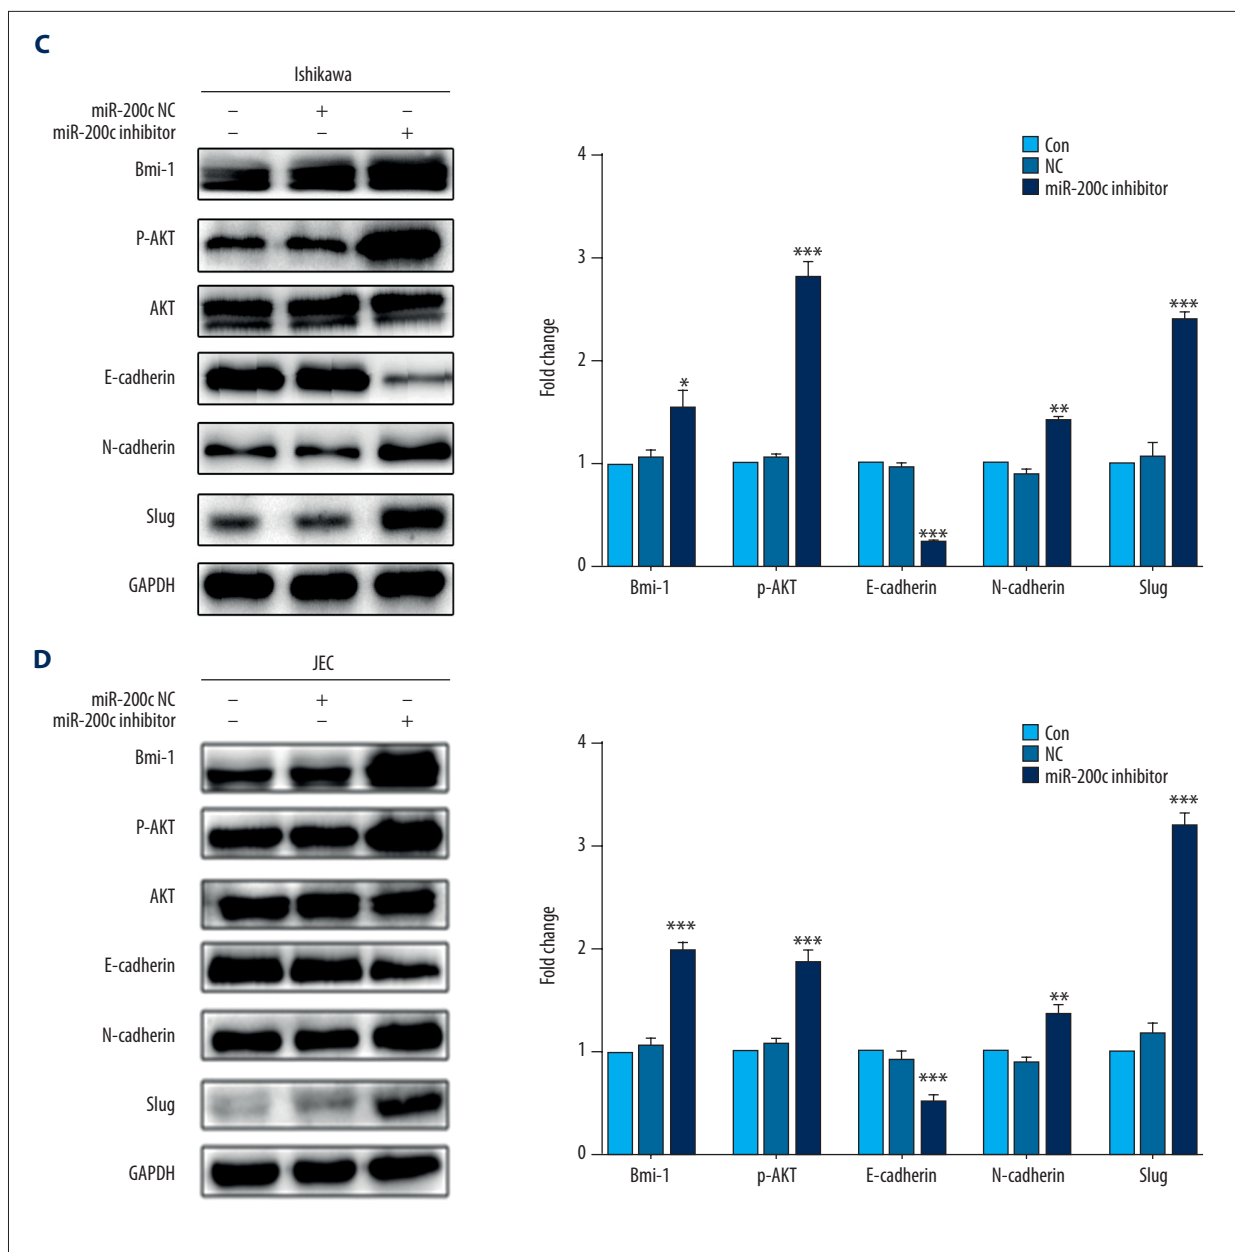 C
Ishikawa
miR-200c NC – + –
miR-200c inhibitor – – +
Bmi-1
P-AKT
AKT
E-cadherin
N-cadherin
Slug
GAPDH
Con
NC
miR-200c inhibitor
Fold change
4
3
2
1
0
*
***
***
**
***
Bmi-1 p-AKT E-cadherin N-cadherin Slug
D
JEC
miR-200c NC – + –
miR-200c inhibitor – – +
Bmi-1
P-AKT
AKT
E-cadherin
N-cadherin
Slug
GAPDH
Con
NC
miR-200c inhibitor
Fold change
4
3
2
1
0
***
***
***
**
***
Bmi-1 p-AKT E-cadherin N-cadherin Slug